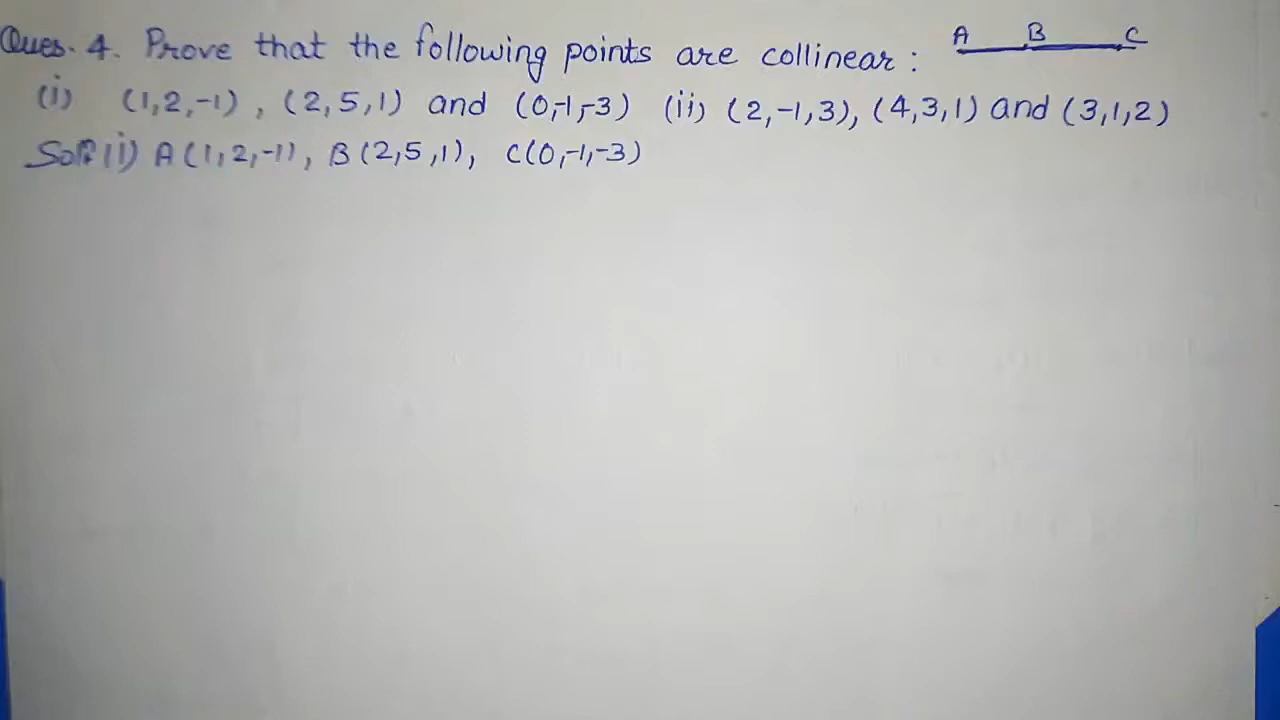 Ques. 4. Prove that the following points are collinear : A B C
(i) (1,2,-1) , (2,5,1) and (0,-1,-3) (ii) (2,-1,3), (4,3,1) and (3,1,2)
Solⁿ (i) A(1,2,-1), B(2,5,1), C(0,-1,-3)